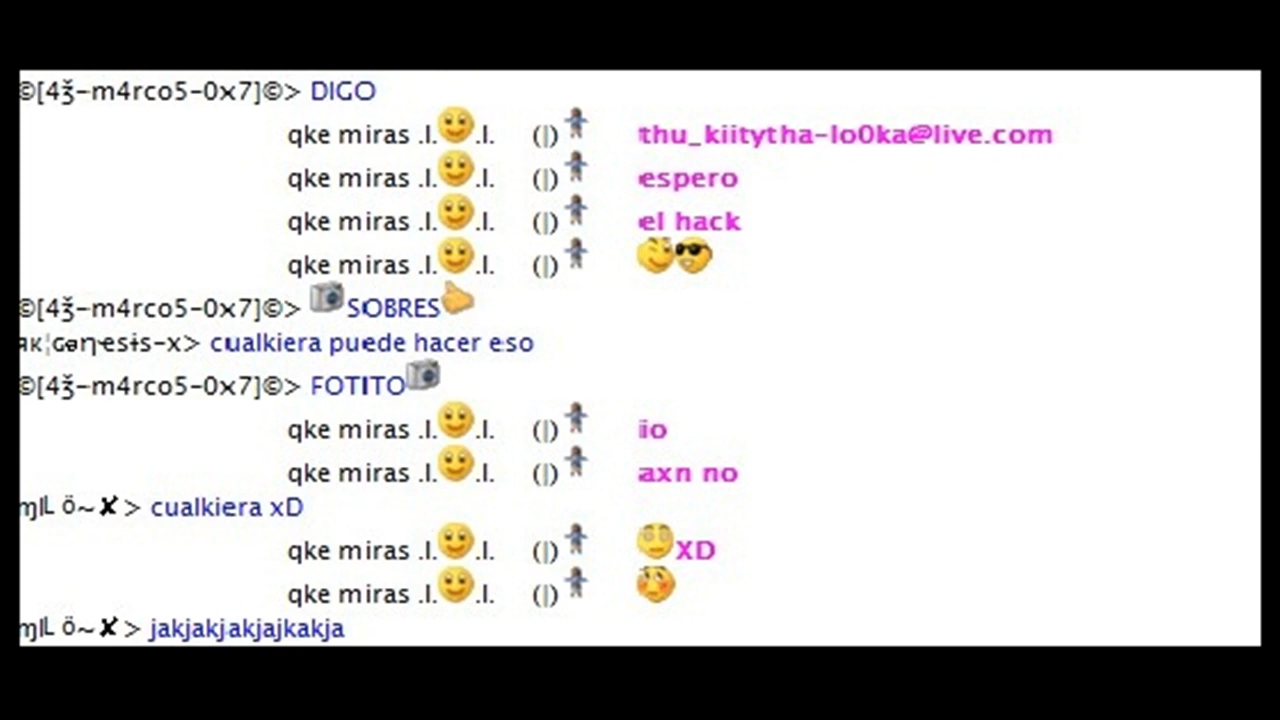 ©[4ǯ-m4rco5-0x7]©> DIGO
qke miras .l. .l. (|) thu_kiitytha-lo0ka@live.com
qke miras .l. .l. (|) espero
qke miras .l. .l. (|) el hack
qke miras .l. .l. (|)
©[4ǯ-m4rco5-0x7]©> SOBRES
cualkiera puede hacer eso
©[4ǯ-m4rco5-0x7]©> FOTITO
qke miras .l. .l. (|) io
qke miras .l. .l. (|) axn no
ö~✘> cualkiera xD
qke miras .l. .l. (|) XD
qke miras .l. .l. (|)
ö~✘> jakjakjakjajkakja